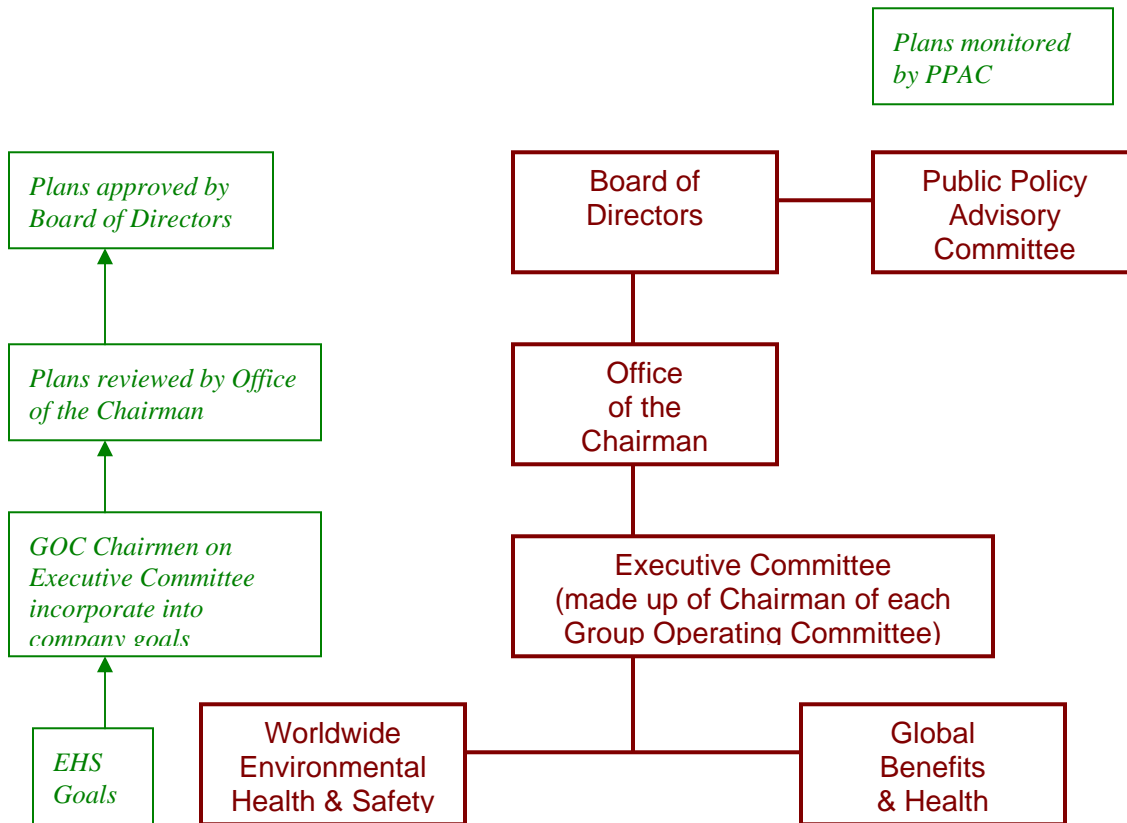 Plans monitored
by PPAC
Plans approved by
Board of Directors
Board of
Directors
Public Policy
Advisory
Committee
Plans reviewed by Office
of the Chairman
Office
of the
Chairman
GOC Chairmen on
Executive Committee
incorporate into
company goals
Executive Committee
(made up of Chairman of each
Group Operating Committee)
EHS
Goals
Worldwide
Environmental
Health & Safety
Global
Benefits
& Health